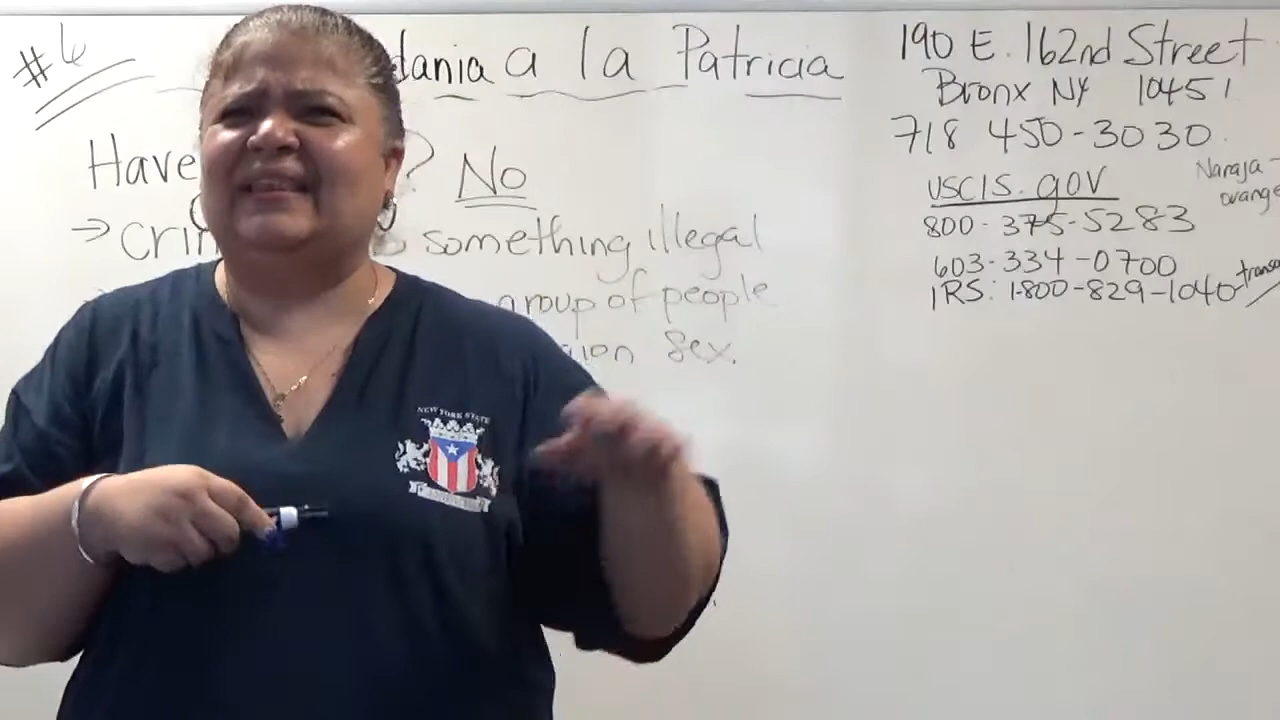 #6
dania a la Patricia
Have ? No
→ crim something illegal
group of people
sex.
190 E. 162nd Street
Bronx NY 10451
718 450-3030
USCIS.gov
800-375-5283
603-334-0700
IRS: 1-800-829-1040
Naraja-
orange
NEW YORK STATE